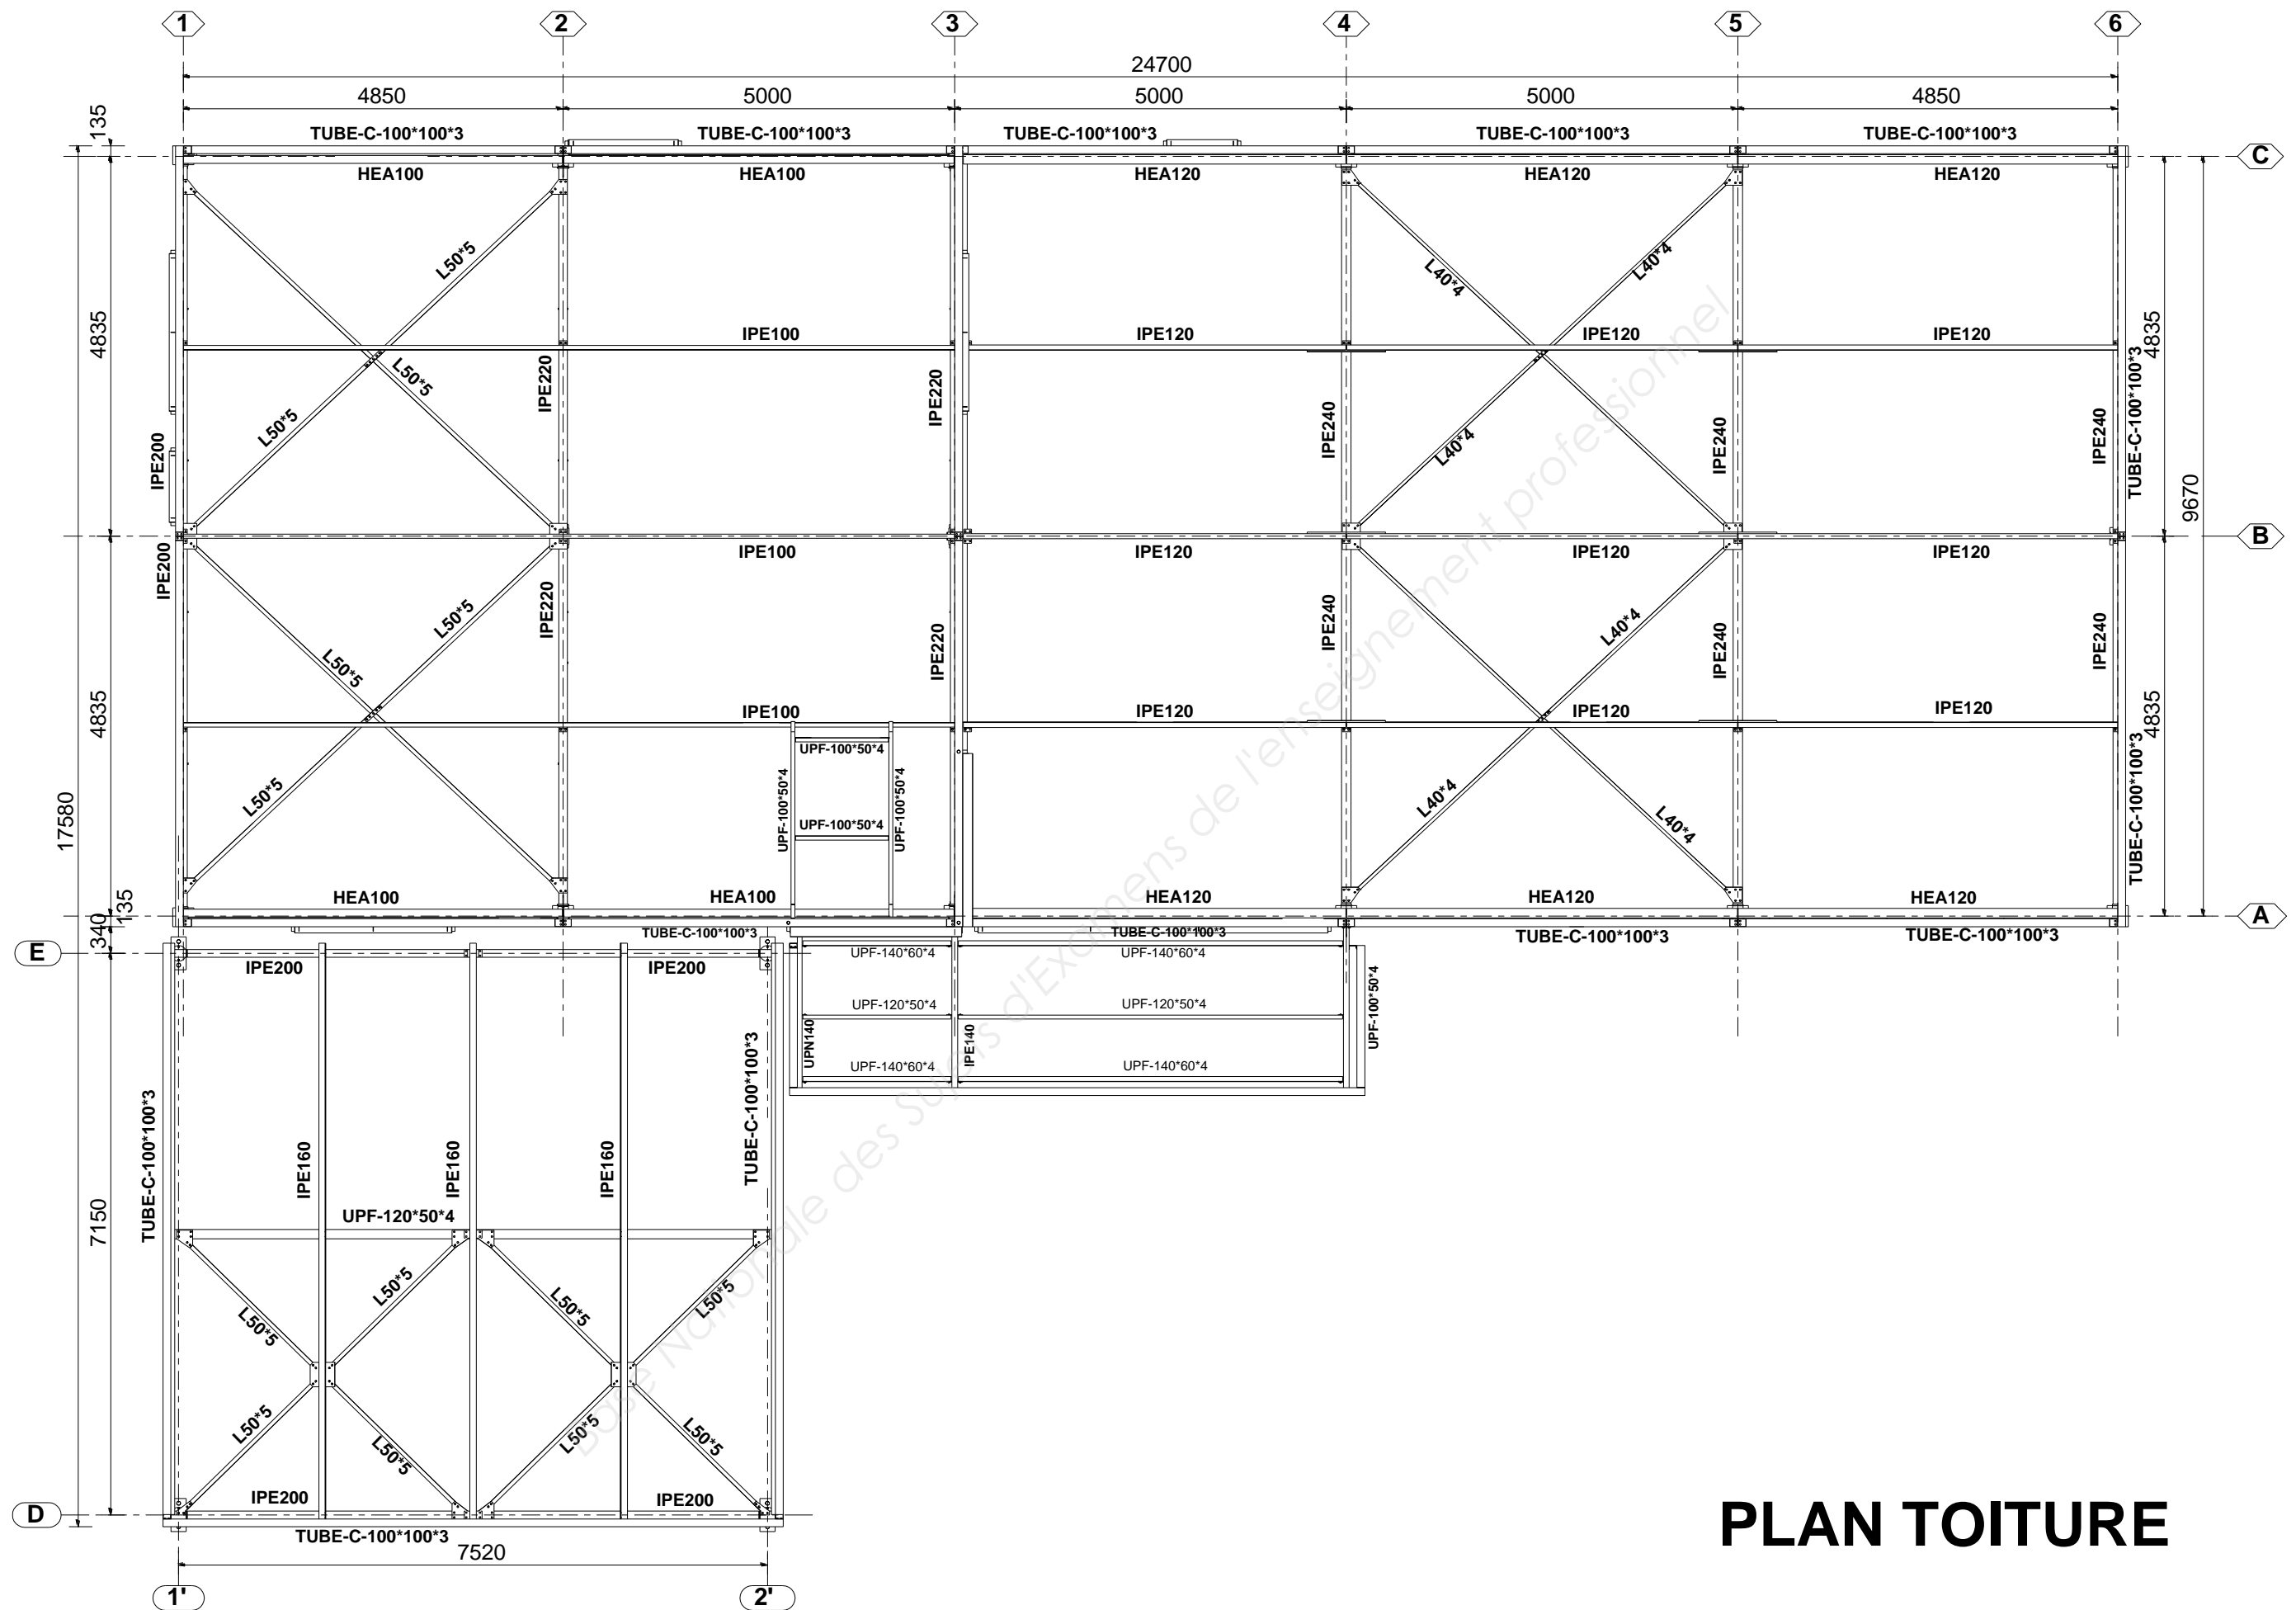 1
2
3
4
5
6
24700
4850
5000
5000
5000
4850
135
TUBE-C-100*100*3
TUBE-C-100*100*3
TUBE-C-100*100*3
TUBE-C-100*100*3
TUBE-C-100*100*3
C
HEA100
HEA100
HEA120
HEA120
HEA120
L50*5
L40*4
L40*4
4835
IPE100
IPE120
IPE120
IPE120
4835
L50*5
IPE220
IPE220
TUBE-C-100*100*3
L50*5
IPE200
IPE240
L40*4
IPE240
IPE240
9670
B
IPE200
IPE100
IPE120
IPE120
IPE120
IPE220
L50*5
IPE220
IPE240
L40*4
IPE240
IPE240
L50*5
4835
IPE100
IPE120
IPE120
IPE120
4835
UPF-100*50*4
UPF-100*50*4
UPF-100*50*4
UPF-100*50*4
L50*5
L40*4
L40*4
TUBE-C-100*100*3
17580
HEA100
HEA100
HEA120
HEA120
HEA120
135
A
340
TUBE-C-100*100*3
TUBE-C-100*100*3
TUBE-C-100*100*3
TUBE-C-100*100*3
E
IPE200
IPE200
UPF-140*60*4
UPF-140*60*4
UPF-120*50*4
UPF-120*50*4
UPF-100*50*4
UPN140
IPE140
UPF-140*60*4
UPF-140*60*4
TUBE-C-100*100*3
TUBE-C-100*100*3
IPE160
IPE160
IPE160
7150
UPF-120*50*4
L50*5
L50*5
L50*5
L50*5
L50*5
L50*5
L50*5
L50*5
IPE200
IPE200
D
TUBE-C-100*100*3
7520
1'
2'
PLAN TOITURE
Base Nationale des Sujets d'Examens de l'enseignement professionnel